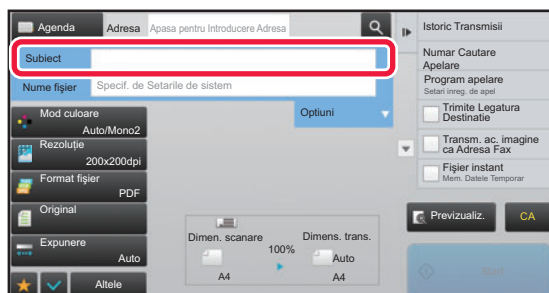 Agenda
Adresa
Apasa pentru Introducere Adresa
Subiect
Nume fişier
Specif. de Setarile de sistem
Mod culoare
Auto/Mono2
Rezoluţie
200x200dpi
Format fişier
PDF
Original
Expunere
Auto
Altele
Optiuni
Dimen. scanare
100%
Dimens. trans.
A4
Auto
A4
Istoric Transmisii
Numar Cautare
Apelare
Program apelare
Setari inreg. de apel
Trimite Legatura
Destinatie
Transm. ac. imagine
ca Adresa Fax
Fişier instant
Mem. Datele Temporar
Previzualiz.
CA
Start